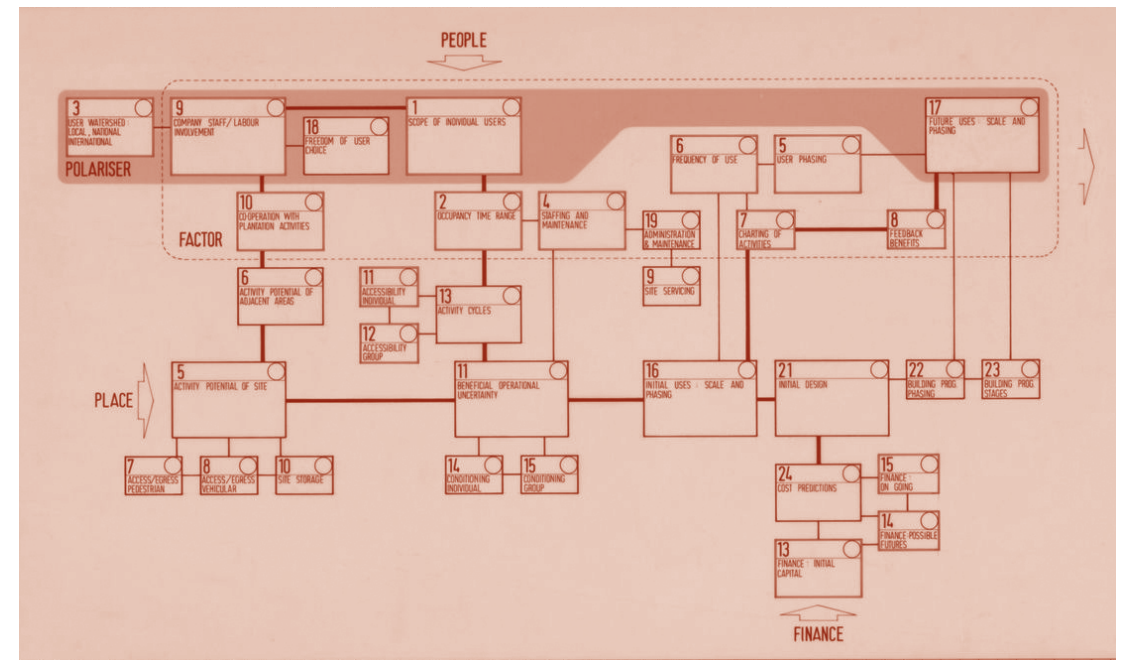 PEOPLE
3
USER WATERSHED :
LOCAL, NATIONAL
INTERNATIONAL
9
COMPANY STAFF/LABOUR
INVOLVEMENT
18
FREEDOM OF USER
CHOICE
1
SCOPE OF INDIVIDUAL USERS
17
FUTURE USES : SCALE AND
PHASING
6
FREQUENCY OF USE
5
USER PHASING
POLARISER
10
CO-OPERATION WITH
PLANTATION ACTIVITIES
2
OCCUPANCY TIME RANGE
4
STAFFING AND
MAINTENANCE
19
ADMINISTRATION
& MAINTENANCE
7
CHARTING OF
ACTIVITIES
8
FEEDBACK
BENEFITS
FACTOR
6
ACTIVITY POTENTIAL OF
ADJACENT AREAS
11
ACCESSIBILITY
INDIVIDUAL
13
ACTIVITY CYCLES
9
SITE SERVICING
12
ACCESSIBILITY
GROUP
PLACE
5
ACTIVITY POTENTIAL OF SITE
11
BENEFICIAL OPERATIONAL
UNCERTAINTY
16
INITIAL USES : SCALE AND
PHASING
21
INITIAL DESIGN
22
BUILDING PROG.
PHASING
23
BUILDING PROG.
STAGES
7
ACCESS/EGRESS
PEDESTRIAN
8
ACCESS/EGRESS
VEHICULAR
10
SITE STORAGE
14
CONDITIONING
INDIVIDUAL
15
CONDITIONING
GROUP
24
COST PREDICTIONS
15
FINANCE :
ON GOING
14
FINANCE-POSSIBLE
FUTURES
13
FINANCE : INITIAL
CAPITAL
FINANCE